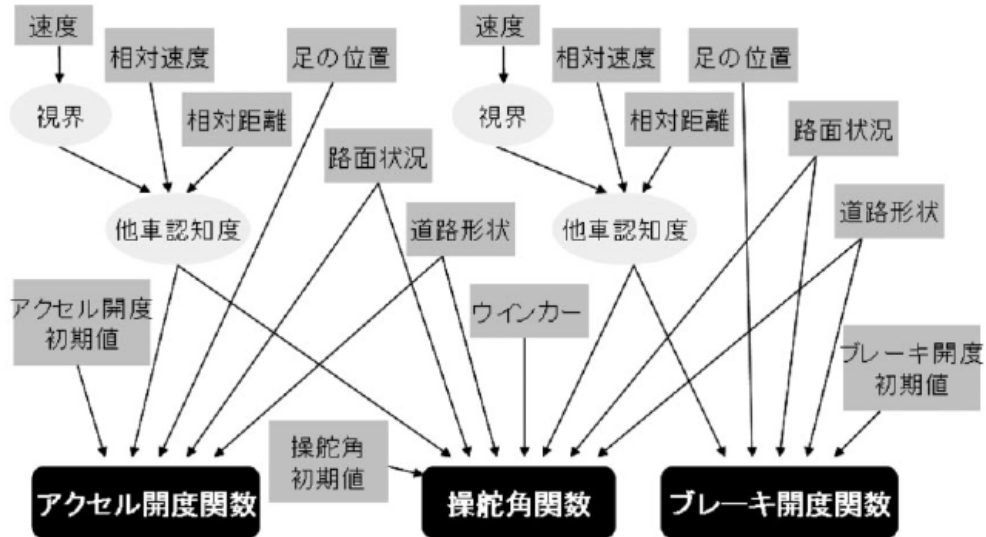 速度
相対速度
足の位置
視界
相対距離
路面状況
他車認知度
道路形状
アクセル開度
初期値
速度
相対速度
足の位置
視界
相対距離
路面状況
他車認知度
道路形状
ウインカー
ブレーキ開度
初期値
操舵角
初期値
アクセル開度関数
操舵角関数
ブレーキ開度関数